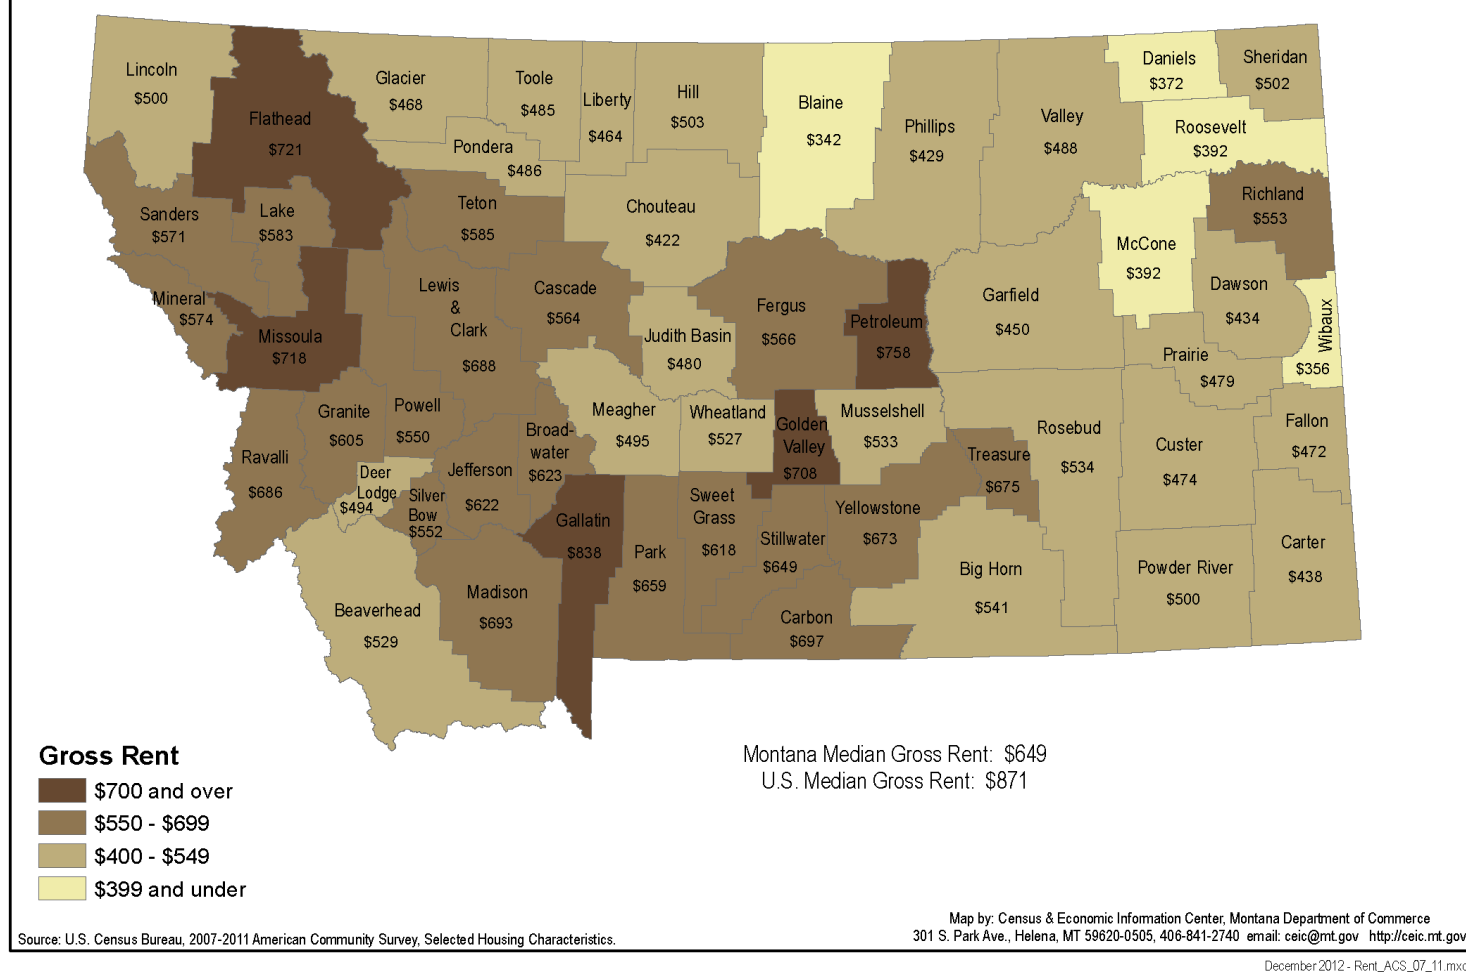 Lincoln
$500
Flathead
$721
Glacier
$468
Toole
$485
Liberty
$464
Hill
$503
Blaine
$342
Phillips
$429
Valley
$488
Daniels
$372
Sheridan
$502
Roosevelt
$392
Pondera
$486
Sanders
$571
Lake
$583
Teton
$585
Chouteau
$422
Richland
$553
McCone
$392
Mineral
$574
Missoula
$718
Lewis
&
Clark
$688
Cascade
$564
Judith Basin
$480
Fergus
$566
Petroleum
$758
Garfield
$450
Dawson
$434
Prairie
$479
Wibaux
$356
Granite
$605
Powell
$550
Ravalli
$686
Deer
Lodge
$494
Silver
Bow
$552
Jefferson
$622
Broad-
water
$623
Meagher
$495
Wheatland
$527
Golden
Valley
$708
Musselshell
$533
Treasure
$675
Rosebud
$534
Custer
$474
Fallon
$472
Beaverhead
$529
Madison
$693
Gallatin
$838
Park
$659
Sweet
Grass
$618
Stillwater
$649
Yellowstone
$673
Carbon
$697
Big Horn
$541
Powder River
$500
Carter
$438
Montana Median Gross Rent: $649
U.S. Median Gross Rent: $871
Gross Rent
$700 and over
$550 - $699
$400 - $549
$399 and under
Map by: Census & Economic Information Center, Montana Department of Commerce
Source: U.S. Census Bureau, 2007-2011 American Community Survey, Selected Housing Characteristics.
301 S. Park Ave., Helena, MT 59620-0505, 406-841-2740 email: ceic@mt.gov http://ceic.mt.gov
December 2012 - Rent_ACS_07_11.mxd